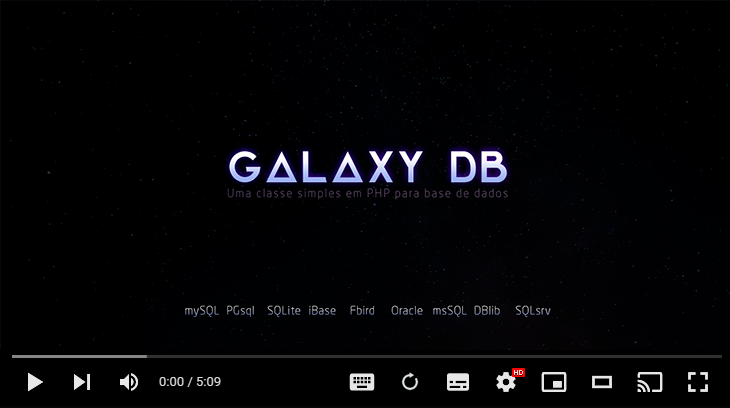 GALAXY DB
Uma classe simples em PHP para base de dados
mySQL PGsql SQLite iBase Fbird Oracle msSQL DBlib SQLsrv
0:00 / 5:09 HD